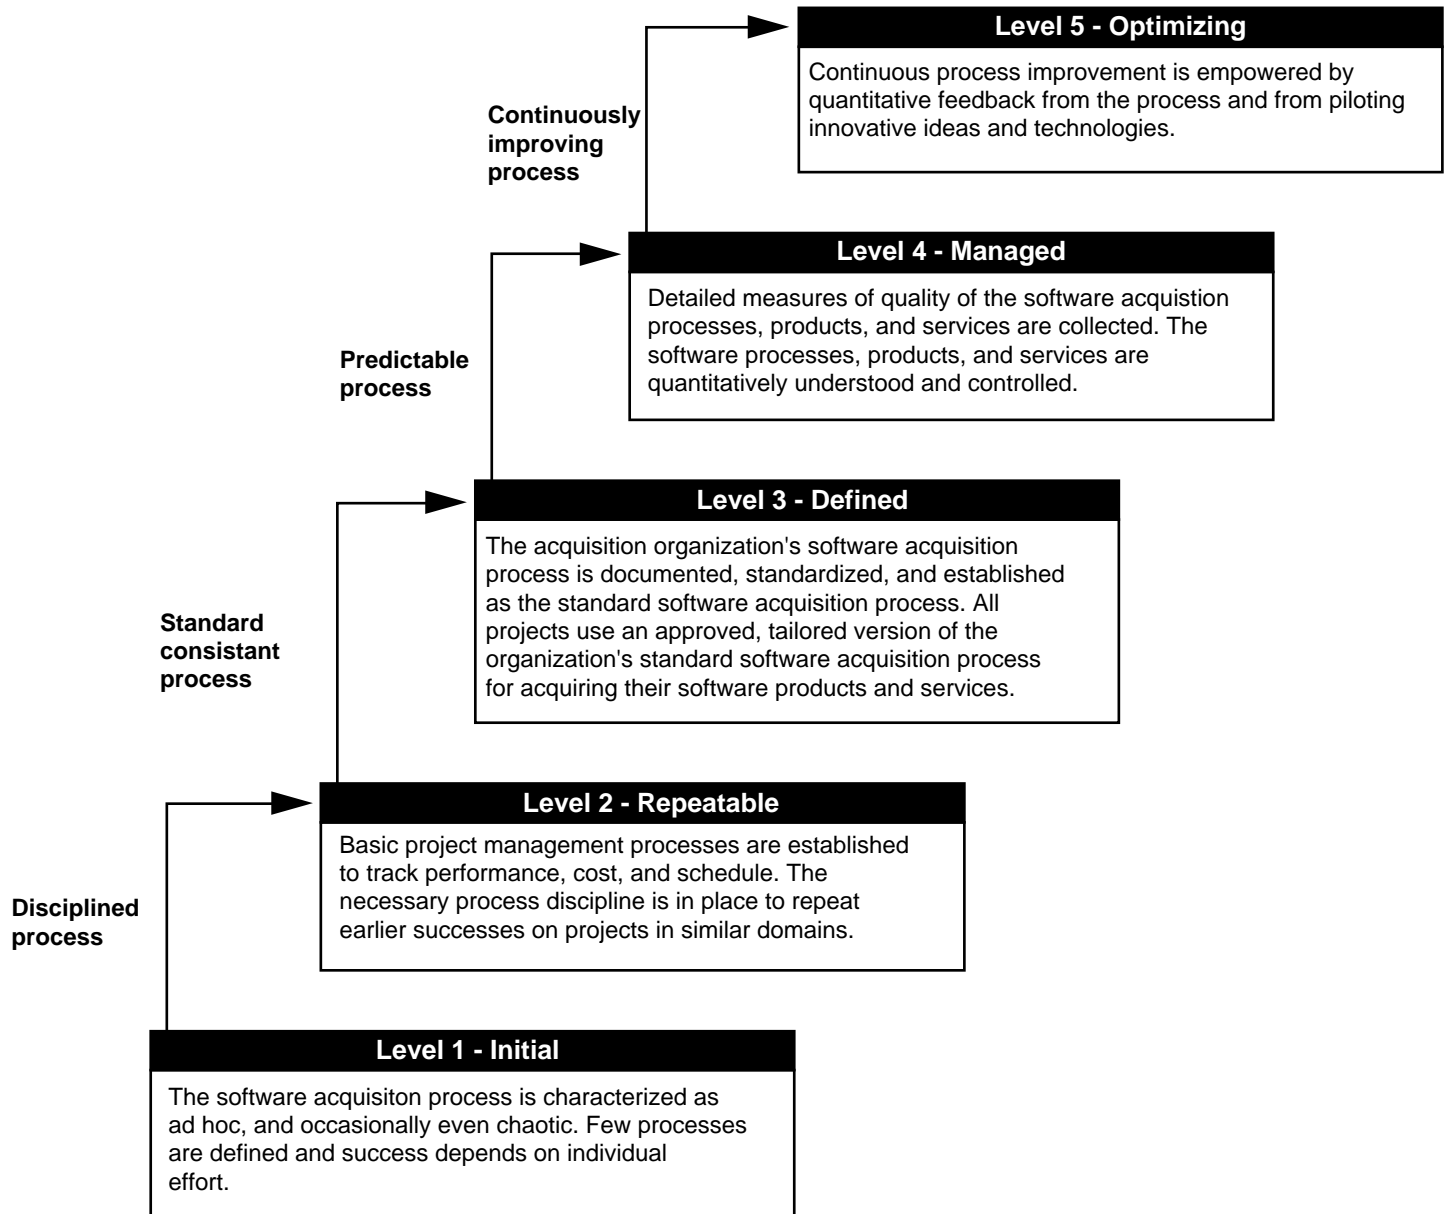 Level 5 - Optimizing
Continuous process improvement is empowered by
quantitative feedback from the process and from piloting
innovative ideas and technologies.
Continuously
improving
process
Level 4 - Managed
Detailed measures of quality of the software acquistion
processes, products, and services are collected. The
software processes, products, and services are
quantitatively understood and controlled.
Predictable
process
Level 3 - Defined
The acquisition organization's software acquisition
process is documented, standardized, and established
as the standard software acquisition process. All
projects use an approved, tailored version of the
organization's standard software acquisition process
for acquiring their software products and services.
Standard
consistant
process
Level 2 - Repeatable
Basic project management processes are established
to track performance, cost, and schedule. The
necessary process discipline is in place to repeat
earlier successes on projects in similar domains.
Disciplined
process
Level 1 - Initial
The software acquisiton process is characterized as
ad hoc, and occasionally even chaotic. Few processes
are defined and success depends on individual
effort.